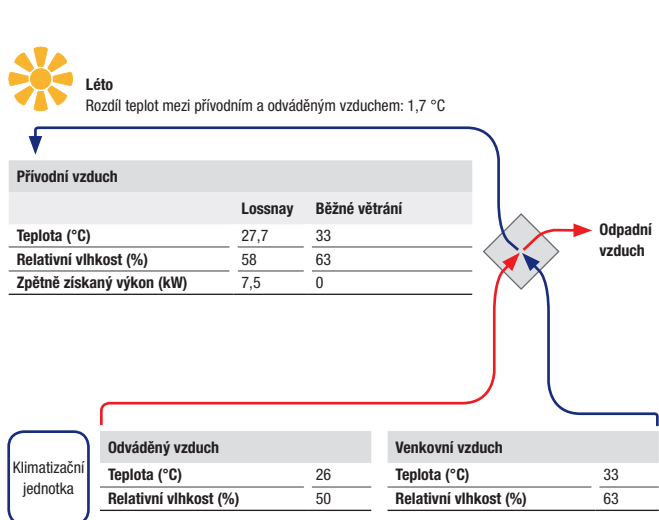 Léto
Rozdíl teplot mezi přívodním a odváděným vzduchem: 1,7 °C
Přívodní vzduch
Lossnay Běžné větrání
Teplota (°C) 27,7 33
Relativní vlhkost (%) 58 63
Zpětně získaný výkon (kW) 7,5 0
Odpadní
vzduch
Klimatizační
jednotka
Odváděný vzduch
Teplota (°C) 26
Relativní vlhkost (%) 50
Venkovní vzduch
Teplota (°C) 33
Relativní vlhkost (%) 63